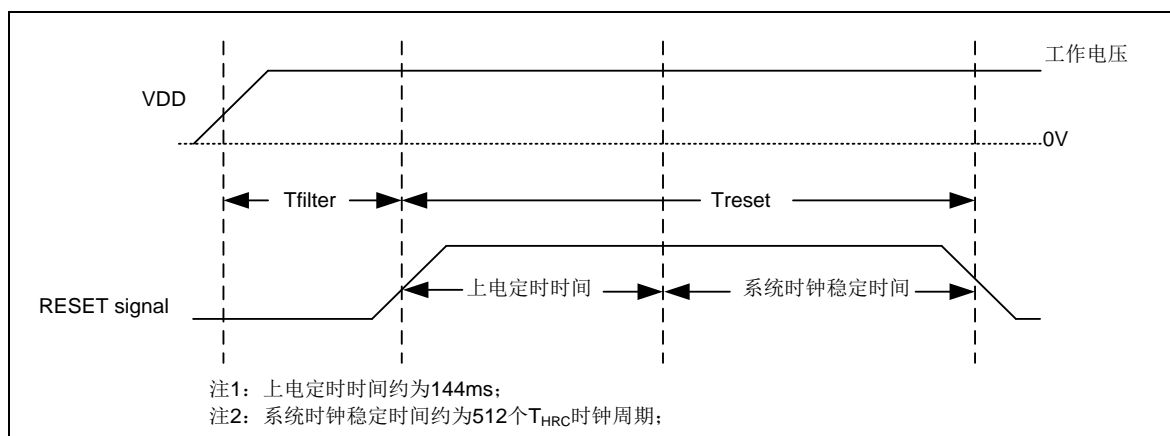 工作电压
VDD
0V
Tfilter
Treset
上电定时时间
系统时钟稳定时间
RESET signal
注1：上电定时时间约为144ms；
注2：系统时钟稳定时间约为512个THRC时钟周期；